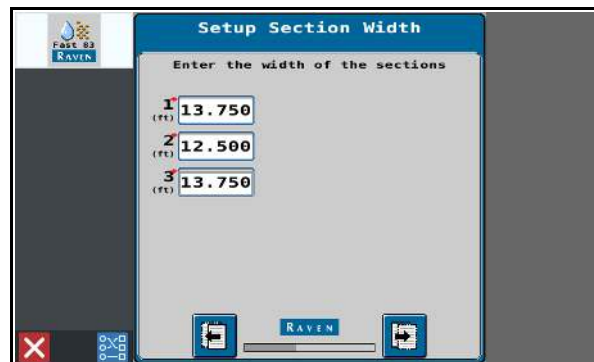 Fast 83
RAVEN
Setup Section Width
Enter the width of the sections
1 (ft) 13.750
2 (ft) 12.500
3 (ft) 13.750
RAVEN